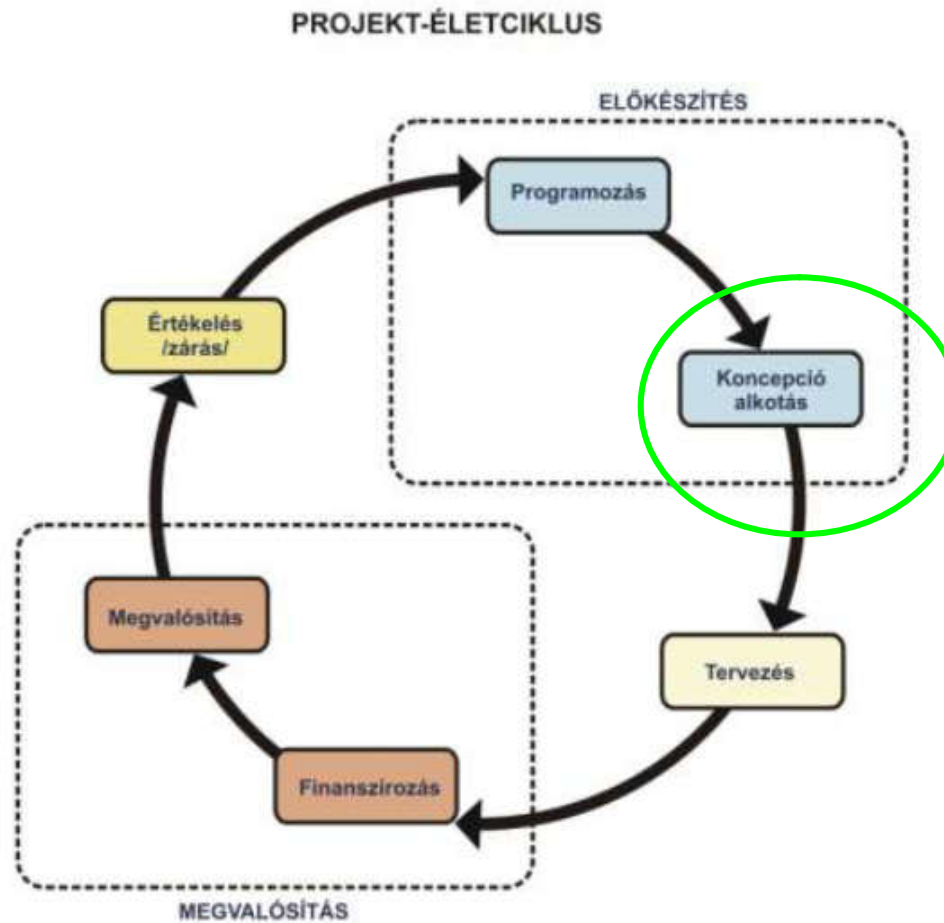 PROJEKT-ÉLETCIKLUS
ELŐKÉSZÍTÉS
Programozás
Koncepció
alkotás
Tervezés
Finanszírozás
Megvalósítás
MEGVALÓSÍTÁS
Értékelés
/zárás/